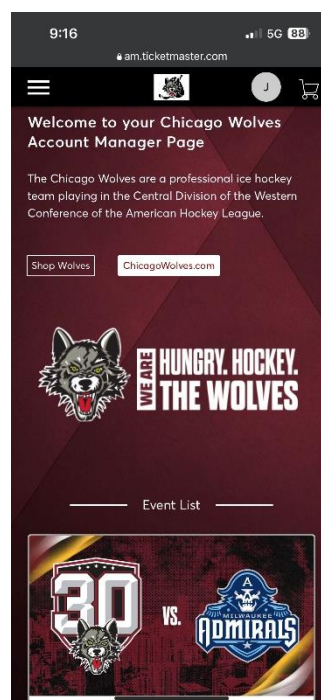 9:16
5G 88
am.ticketmaster.com
J
Welcome to your Chicago Wolves
Account Manager Page
The Chicago Wolves are a professional ice hockey
team playing in the Central Division of the Western
Conference of the American Hockey League.
Shop Wolves
ChicagoWolves.com
WE ARE
HUNGRY. HOCKEY.
THE WOLVES
Event List
30
VS.
A
MILWAUKEE
ADMIRALS